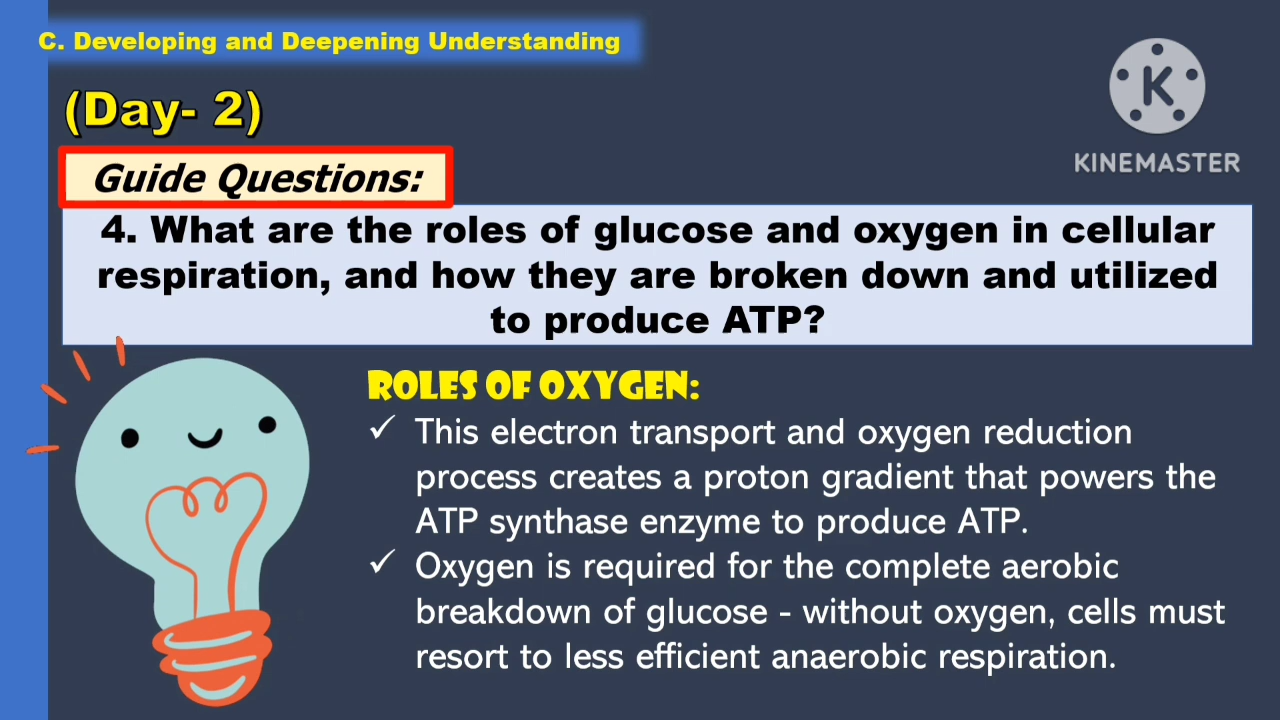 C. Developing and Deepening Understanding
(Day- 2)
K
KINEMASTER
Guide Questions:
4. What are the roles of glucose and oxygen in cellular
respiration, and how they are broken down and utilized
to produce ATP?
ROLES OF OXYGEN:
✓ This electron transport and oxygen reduction
process creates a proton gradient that powers the
ATP synthase enzyme to produce ATP.
✓ Oxygen is required for the complete aerobic
breakdown of glucose - without oxygen, cells must
resort to less efficient anaerobic respiration.